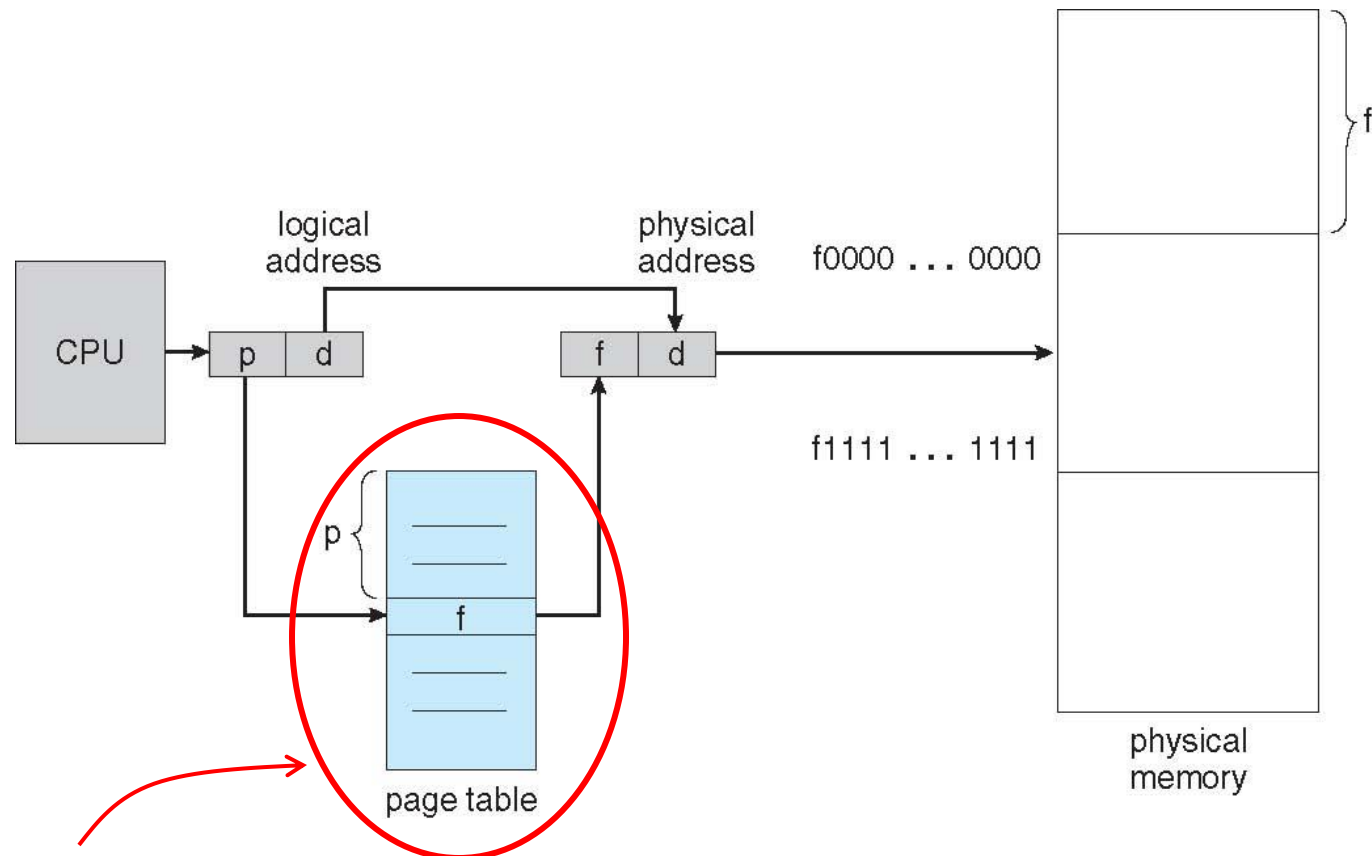 f
logical
address
physical
address
f0000 ... 0000
CPU
p d
f d
f1111 ... 1111
p
f
page table
physical
memory